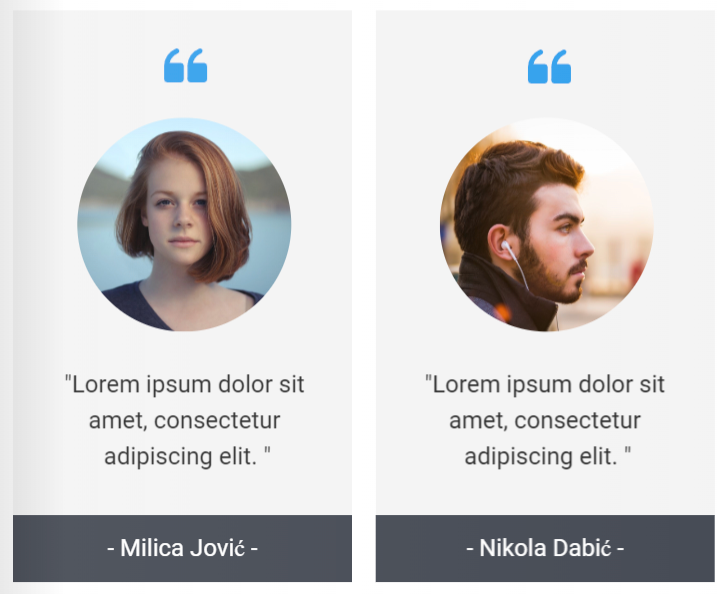 "Lorem ipsum dolor sit
amet, consectetur
adipiscing elit. "
- Milica Jović -
"Lorem ipsum dolor sit
amet, consectetur
adipiscing elit. "
- Nikola Dabić -